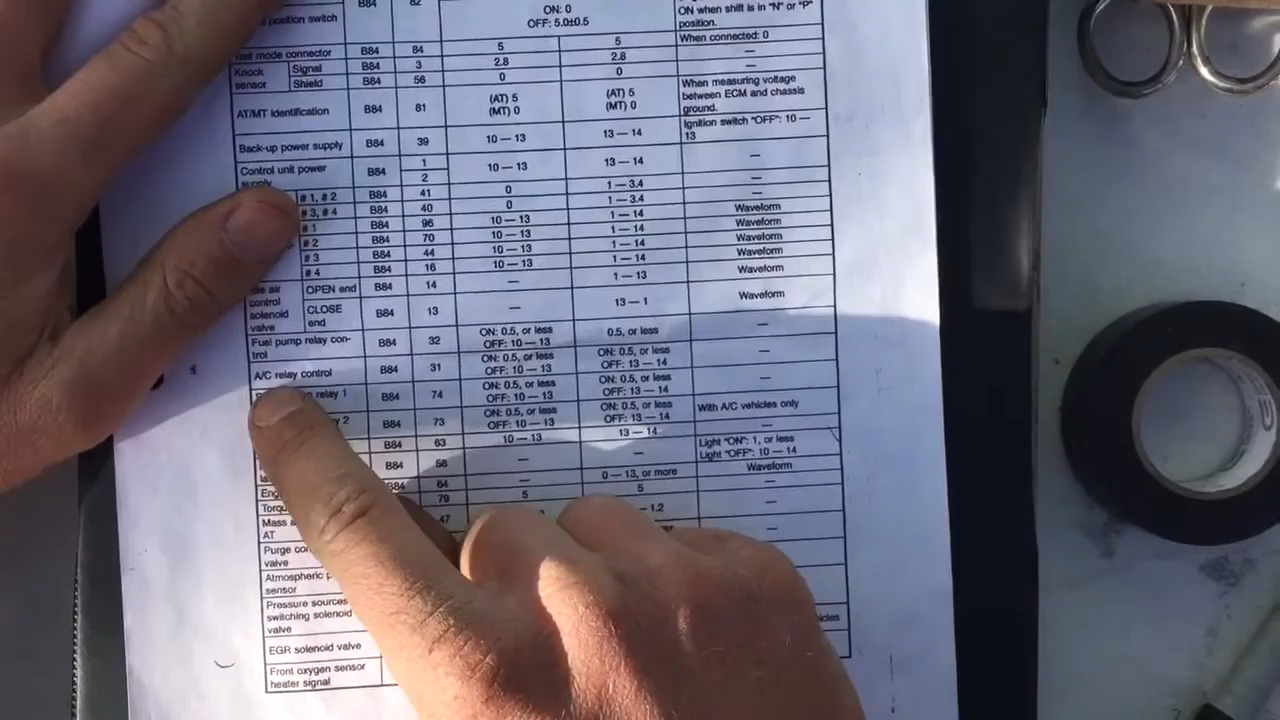 B84 82 ON: 0
OFF: 5.0±0.5 ON when shift is in "N" or "P"
position.
position switch
Test mode connector B84 84 5 5 When connected: 0
Knock
sensor Signal B84 3 2.8 2.8 —
Shield B84 56 0 0 —
AT/MT identification B84 81 (AT) 5
(MT) 0 (AT) 5
(MT) 0 When measuring voltage
between ECM and chassis
ground.
Back-up power supply B84 39 10 — 13 13 — 14 Ignition switch "OFF": 10 —
13
Control unit power
supply B84 1
2 10 — 13 13 — 14 —
# 1, # 2 B84 41 0 1 — 3.4 —
# 3, # 4 B84 40 0 1 — 3.4 —
# 1 B84 96 10 — 13 1 — 14 Waveform
# 2 B84 70 10 — 13 1 — 14 Waveform
# 3 B84 44 10 — 13 1 — 14 Waveform
# 4 B84 16 10 — 13 1 — 14 Waveform
air
control
solenoid
valve OPEN end B84 14 — 1 — 13 Waveform
CLOSE
end B84 13 — 13 — 1 Waveform
Fuel pump relay con-
trol B84 32 ON: 0.5, or less
OFF: 10 — 13 0.5, or less —
A/C relay control B84 31 ON: 0.5, or less
OFF: 10 — 13 ON: 0.5, or less
OFF: 13 — 14 —
relay 1 B84 74 ON: 0.5, or less
OFF: 10 — 13 ON: 0.5, or less
OFF: 13 — 14 —
2 B84 73 ON: 0.5, or less
OFF: 10 — 13 ON: 0.5, or less
OFF: 13 — 14 With A/C vehicles only
B84 63 10 — 13 13 — 14 —
B84 58 — — Light "ON": 1, or less
Light "OFF": 10 — 14
B84 64 — 0 — 13, or more Waveform
79 5 5 —
47 — 1.2 —
Mass
AT
Purge
valve
Atmospheric
sensor
Pressure sources
switching solenoid
valve
EGR solenoid valve
Front oxygen sensor
heater signal